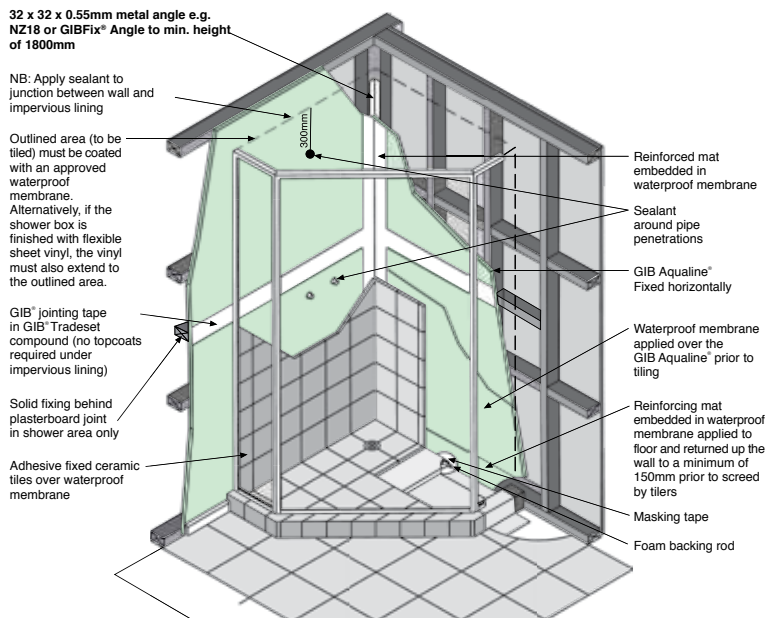 32 x 32 x 0.55mm metal angle e.g.
NZ18 or GIBFix® Angle to min. height
of 1800mm
NB: Apply sealant to
junction between wall and
impervious lining
Outlined area (to be
tiled) must be coated
with an approved
waterproof
membrane.
Alternatively, if the
shower box is
finished with flexible
sheet vinyl, the vinyl
must also extend to
the outlined area.
GIB® jointing tape
in GIB® Tradeset
compound (no topcoats
required under
impervious lining)
Solid fixing behind
plasterboard joint
in shower area only
Adhesive fixed ceramic
tiles over waterproof
membrane
300mm
Reinforced mat
embedded in
waterproof membrane
Sealant
around pipe
penetrations
GIB Aqualine®
Fixed horizontally
Waterproof membrane
applied over the
GIB Aqualine® prior to
tiling
Reinforcing mat
embedded in waterproof
membrane applied to
floor and returned up the
wall to a minimum of
150mm prior to screed
by tilers
Masking tape
Foam backing rod